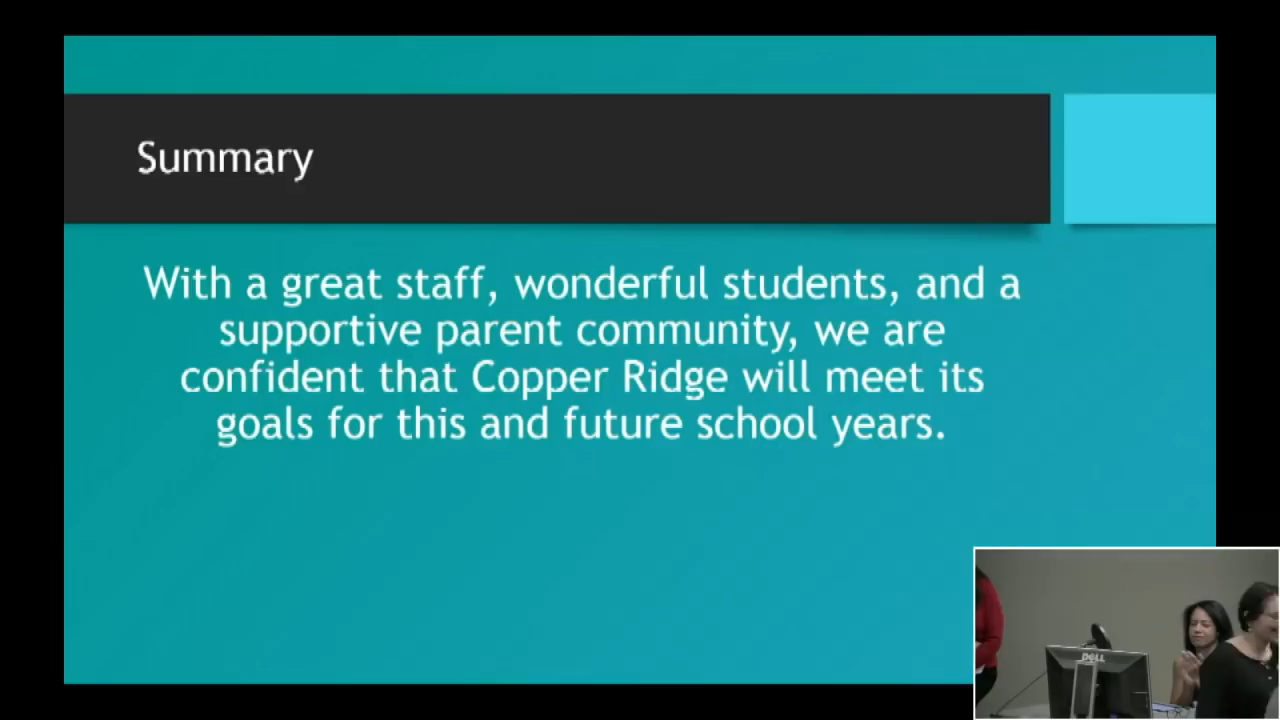 Summary
With a great staff, wonderful students, and a
supportive parent community, we are
confident that Copper Ridge will meet its
goals for this and future school years.
DELL